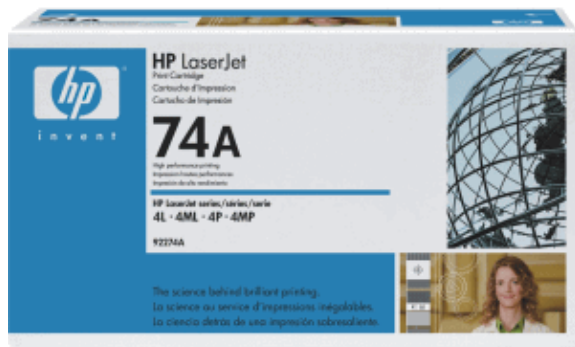 74A
hp
invent
HP LaserJet
Print Cartridge
Cartouche d'impression
Cartucho de impresión
74A
High performance printing
Impression hautes performances
Impresión de alto rendimiento
HP LaserJet series/séries/serie
4L · 4ML · 4P · 4MP
92274A
The science behind brilliant printing.
La science au service d'impressions inégalables.
La ciencia detrás de una impresión sobresaliente.